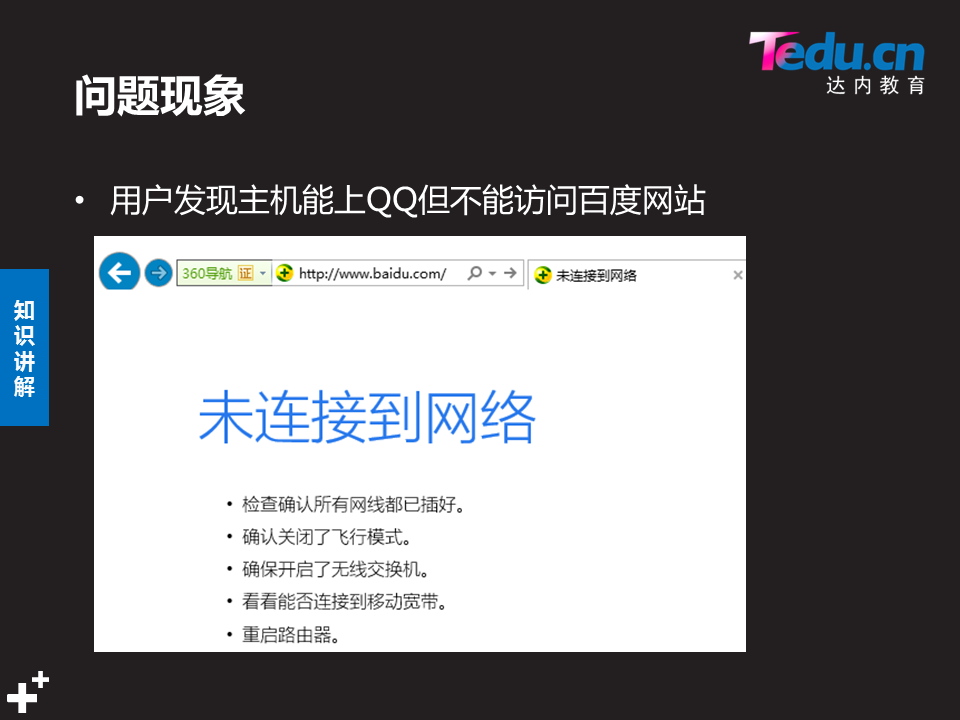 Tedu.cn
达内教育
问题现象
• 用户发现主机能上QQ但不能访问百度网站
360导航 证 http://www.baidu.com/ 未连接到网络
知识讲解
未连接到网络
• 检查确认所有网线都已插好。
• 确认关闭了飞行模式。
• 确保开启了无线交换机。
• 看看能否连接到移动宽带。
• 重启路由器。